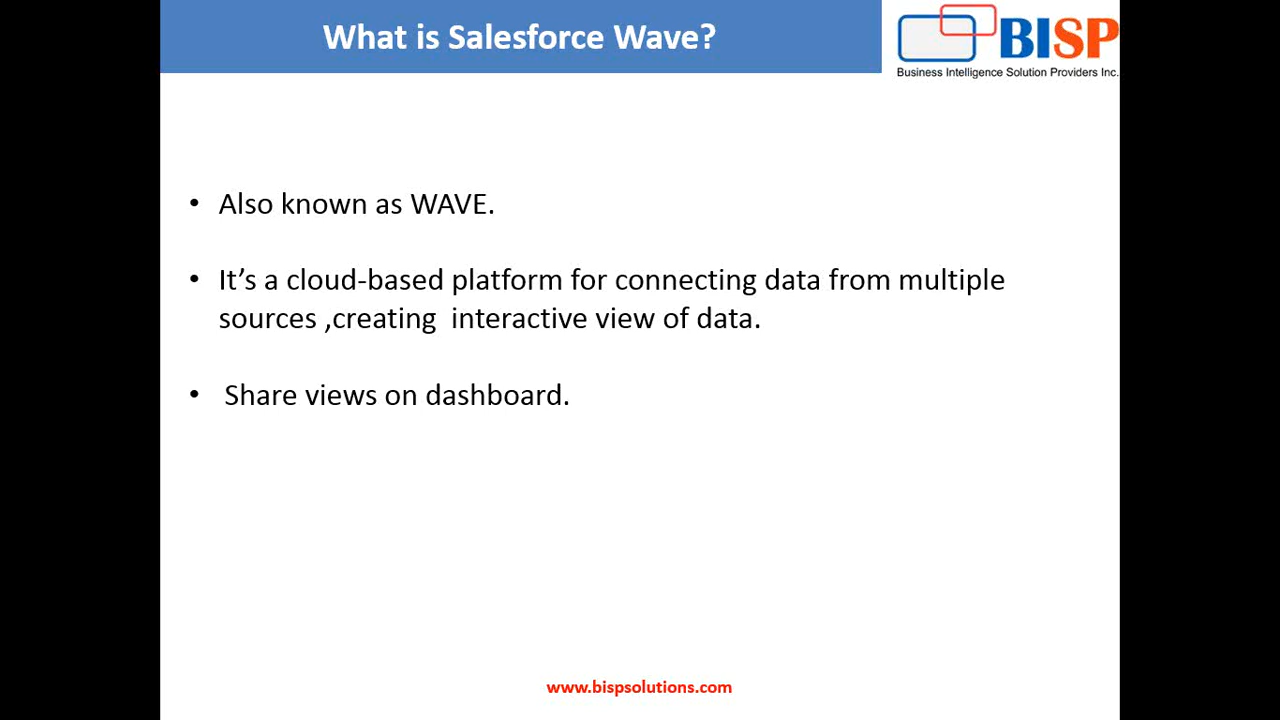 What is Salesforce Wave?
BISP
Business Intelligence Solution Providers Inc.
• Also known as WAVE.
• It’s a cloud-based platform for connecting data from multiple
sources ,creating  interactive view of data.
• Share views on dashboard.
www.bispsolutions.com